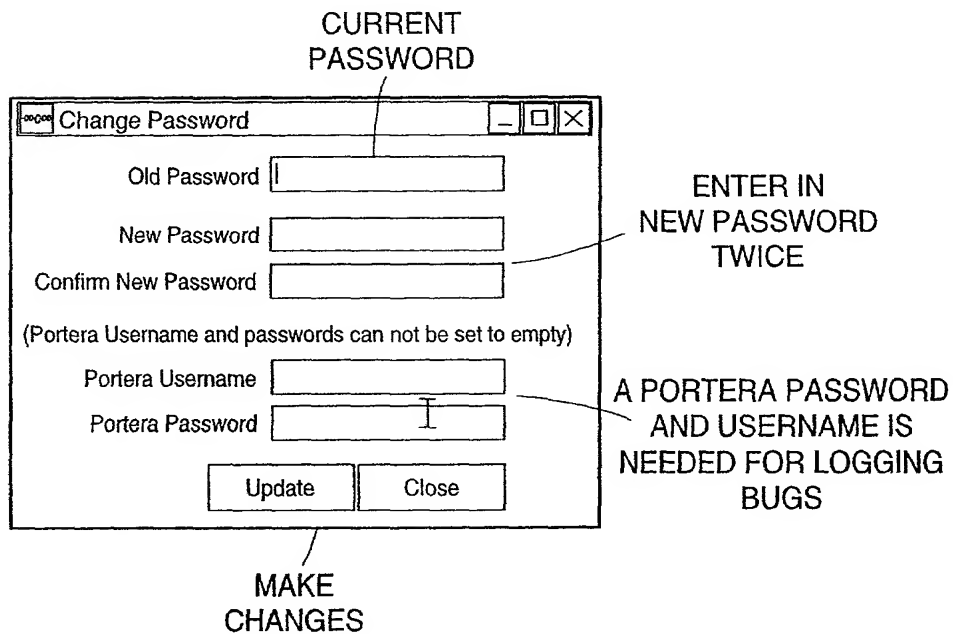 CURRENT
PASSWORD
Change Password
Old Password
New Password
Confirm New Password
ENTER IN
NEW PASSWORD
TWICE
(Portera Username and passwords can not be set to empty)
Portera Username
Portera Password
A PORTERA PASSWORD
AND USERNAME IS
NEEDED FOR LOGGING
BUGS
Update
Close
MAKE
CHANGES